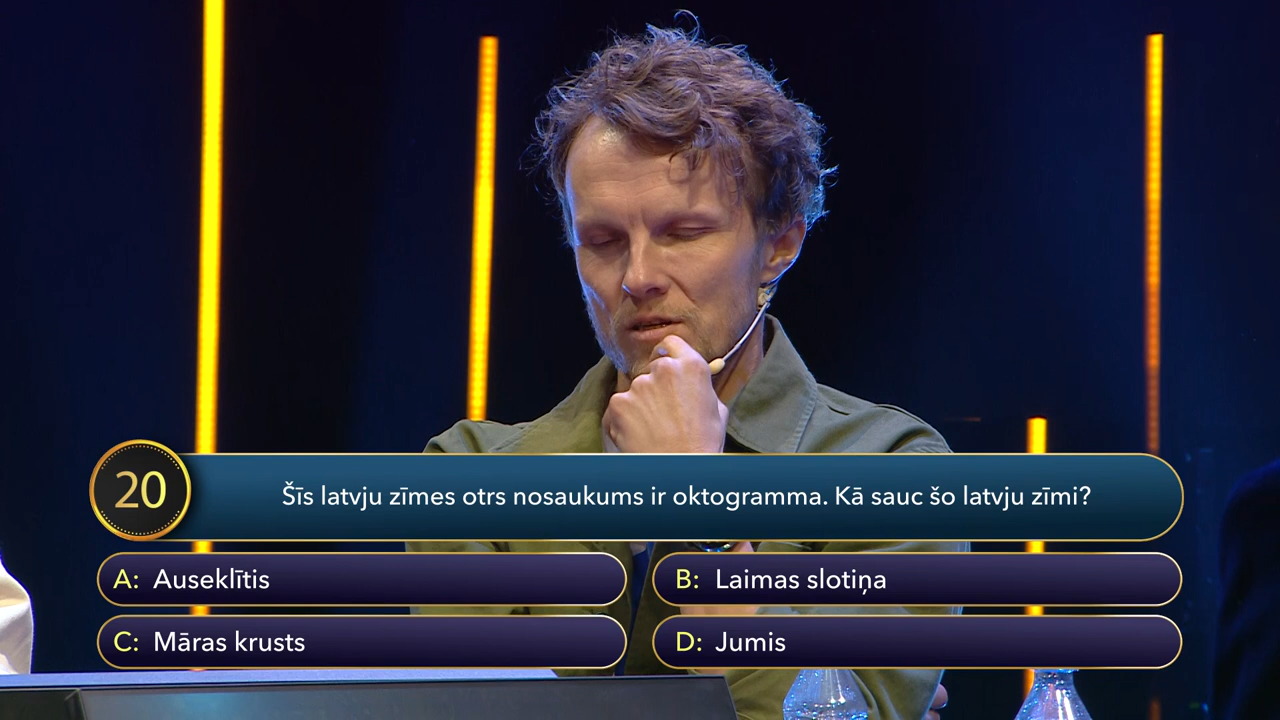 20
Šīs latvju zīmes otrs nosaukums ir oktogramma. Kā sauc šo latvju zīmi?
A: Auseklītis
B: Laimas slotiņa
C: Māras krusts
D: Jumis